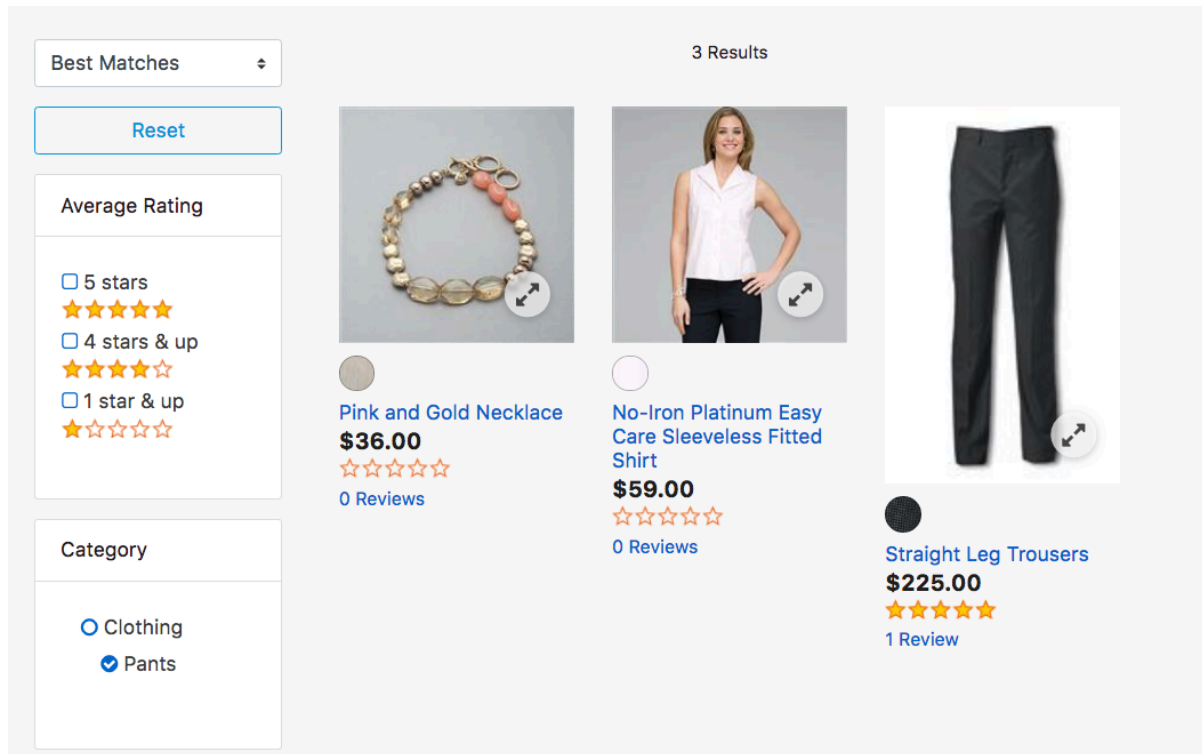 Best Matches
Reset
Average Rating
5 stars
4 stars & up
1 star & up
Category
Clothing
Pants
3 Results
Pink and Gold Necklace
$36.00
0 Reviews
No-Iron Platinum Easy
Care Sleeveless Fitted
Shirt
$59.00
0 Reviews
Straight Leg Trousers
$225.00
1 Review